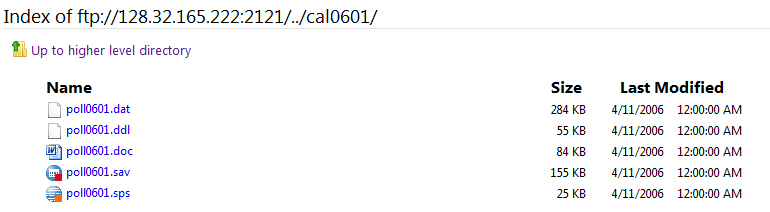 Index of ftp://128.32.165.222:2121/../cal0601/
Up to higher level directory
Name Size Last Modified
poll0601.dat 284 KB 4/11/2006 12:00:00 AM
poll0601.ddl 55 KB 4/11/2006 12:00:00 AM
poll0601.doc 84 KB 4/11/2006 12:00:00 AM
poll0601.sav 155 KB 4/11/2006 12:00:00 AM
poll0601.sps 25 KB 4/11/2006 12:00:00 AM